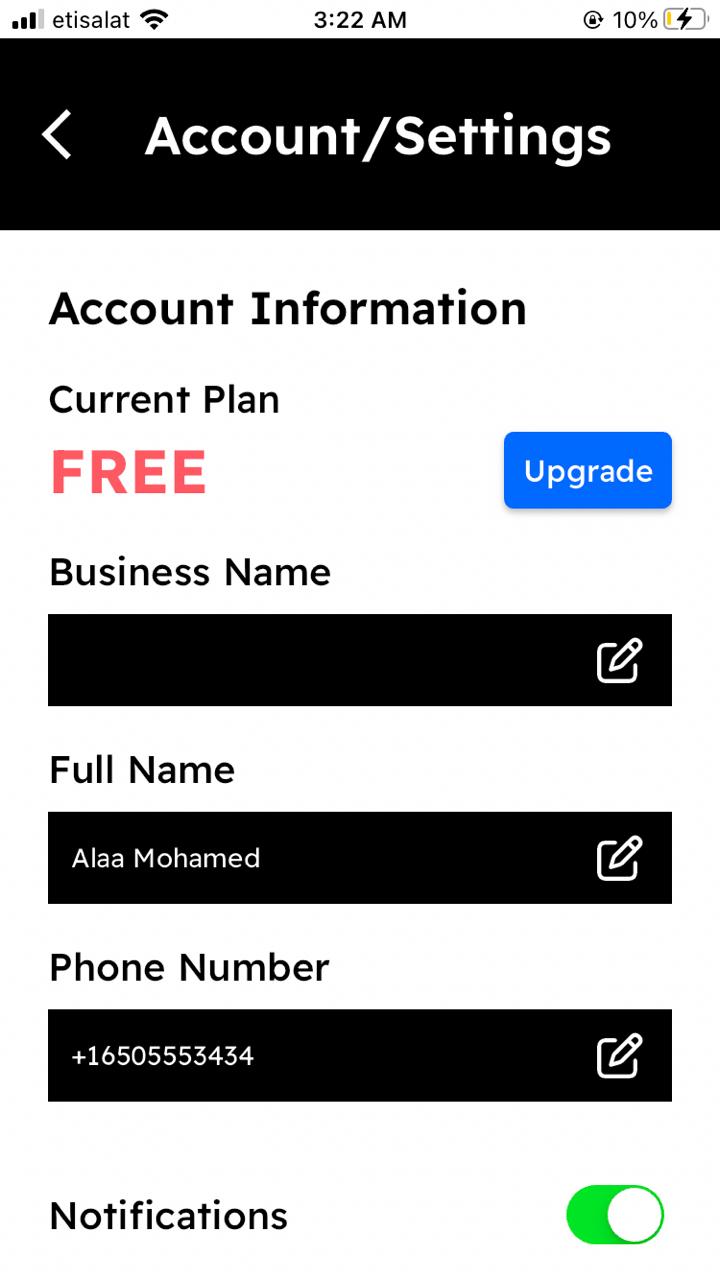 etisalat 3:22 AM 10%
Account/Settings
Account Information
Current Plan
FREE
Upgrade
Business Name
Full Name
Alaa Mohamed
Phone Number
+16505553434
Notifications